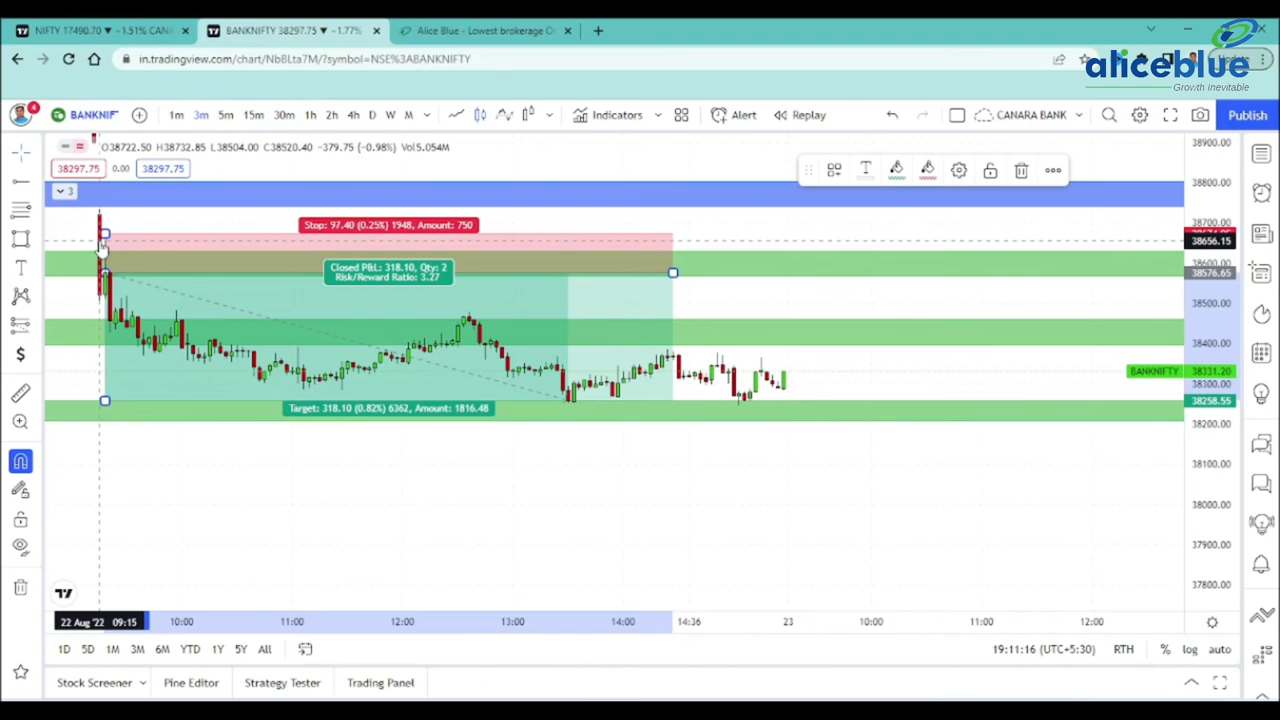 NIFTY 17490.70 ▼ −1.51% CAN
BANKNIFTY 38297.75 ▼ −1.77%
Alice Blue - Lowest brokerage
in.tradingview.com/chart/NbBLta7M/?symbol=NSE%3ABANKNIFTY
aliceblue
Growth Inevitable
4
BANKNIF
1m 3m 5m 15m 30m 1h 2h 4h D W M
Indicators
Alert
Replay
CANARA BANK
Publish
O38722.50 H38732.85 L38504.00 C38520.40 −379.75 (−0.98%) Vol5.054M
38297.75 0.00 38297.75
3
Stop: 97.40 (0.25%) 1948, Amount: 750
Closed P&L: 318.10, Qty: 2
Risk/Reward Ratio: 3.27
Target: 318.10 (0.82%) 6362, Amount: 1816.48
38900.00
38800.00
38700.00
38656.15
38600.00
38576.65
38500.00
38400.00
BANKNIFTY 38331.20
38300.00
38258.55
38200.00
38100.00
38000.00
37900.00
37800.00
22 Aug '22 09:15 10:00 11:00 12:00 13:00 14:00 14:36 23 10:00 11:00 12:00
1D 5D 1M 3M 6M YTD 1Y 5Y All
19:11:16 (UTC+5:30) RTH % log auto
Stock Screener Pine Editor Strategy Tester Trading Panel